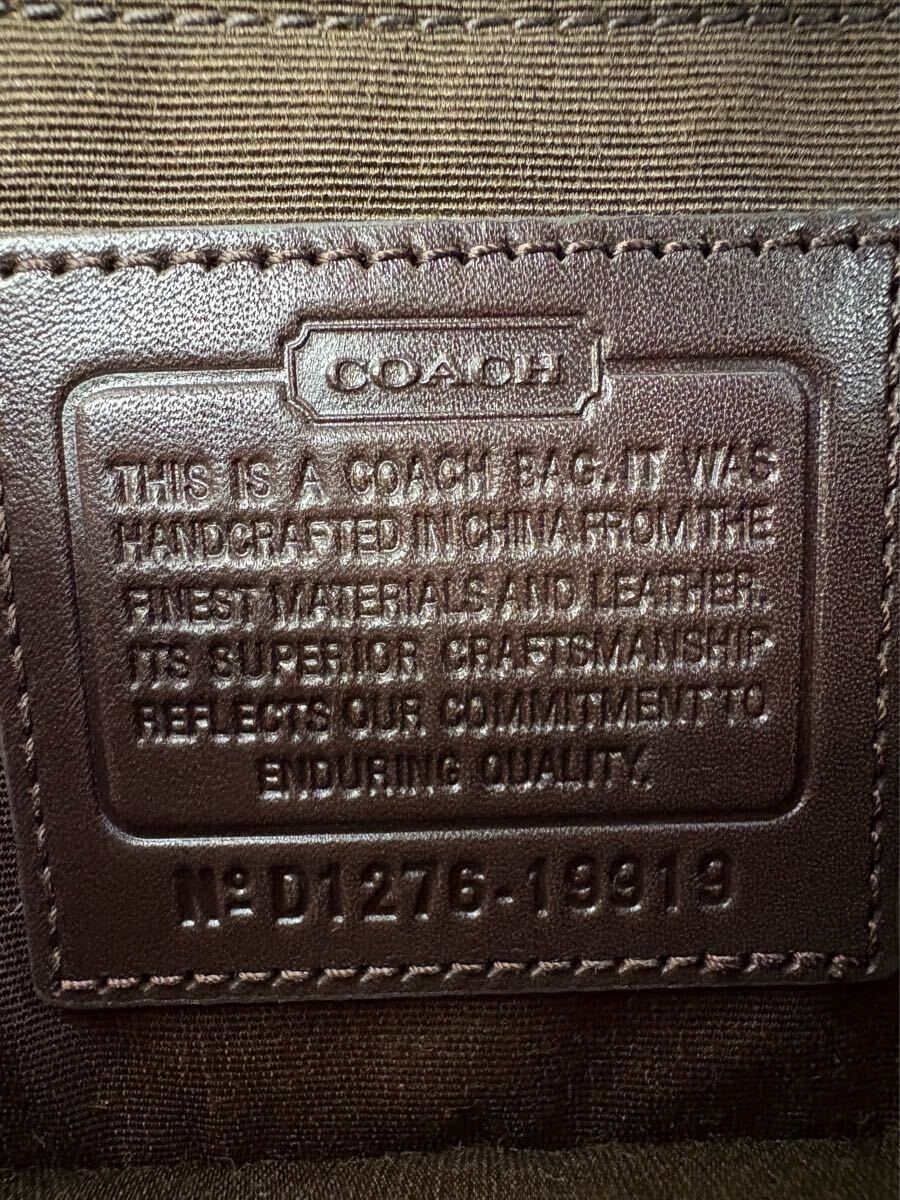 COACH
THIS IS A COACH BAG. IT WAS
HANDCRAFTED IN CHINA FROM THE
FINEST MATERIALS AND LEATHER.
ITS SUPERIOR CRAFTSMANSHIP
REFLECTS OUR COMMITMENT TO
ENDURING QUALITY.
Nº D1276-19919